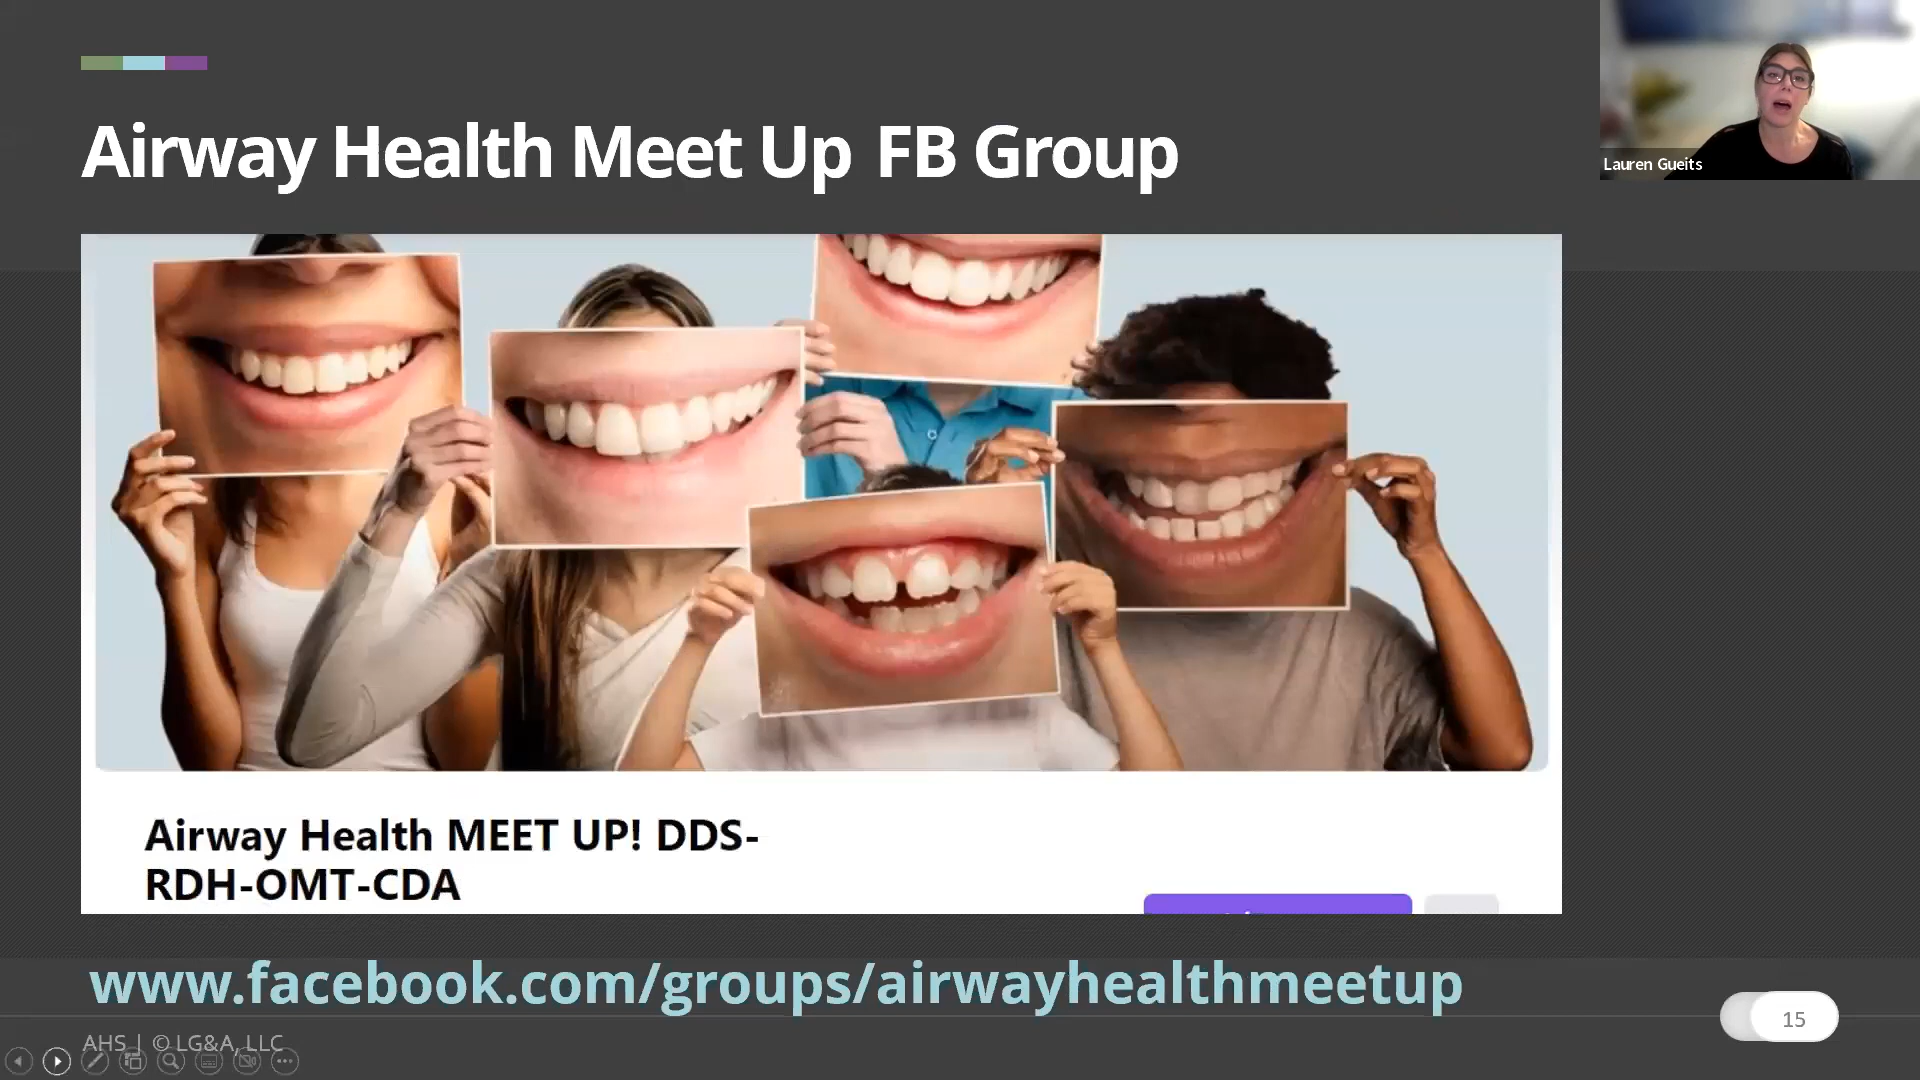 Airway Health Meet Up FB Group
Lauren Gueits
Airway Health MEET UP! DDS-
RDH-OMT-CDA
www.facebook.com/groups/airwayhealthmeetup
15
AHS | © LG&A, LLC